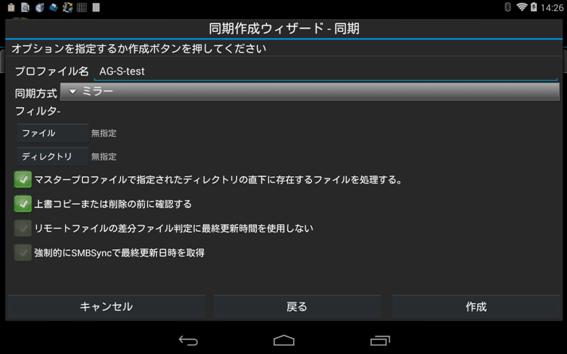 14:26
同期作成ウィザード - 同期
オプションを指定するか作成ボタンを押してください
プロファイル名 AG-S-test
同期方式 ミラー
フィルタ-
ファイル 無指定
ディレクトリ 無指定
マスタープロファイルで指定されたディレクトリの直下に存在するファイルを処理する。
上書コピーまたは削除の前に確認する
リモートファイルの差分ファイル判定に最終更新時間を使用しない
強制的にSMBSyncで最終更新日時を取得
キャンセル 戻る 作成